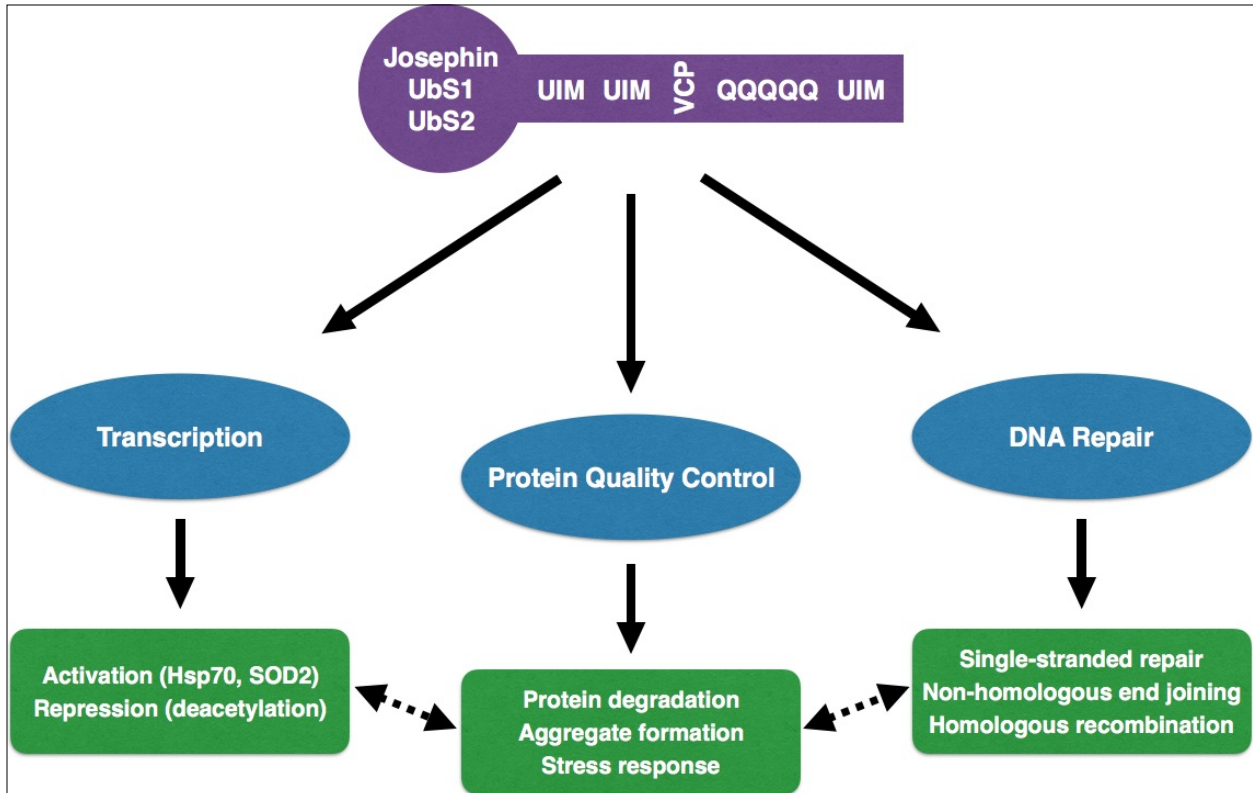 Josephin
UbS1
UbS2
UIM UIM VCP QQQQQ UIM
Transcription
Protein Quality Control
DNA Repair
Activation (Hsp70, SOD2)
Repression (deacetylation)
Protein degradation
Aggregate formation
Stress response
Single-stranded repair
Non-homologous end joining
Homologous recombination